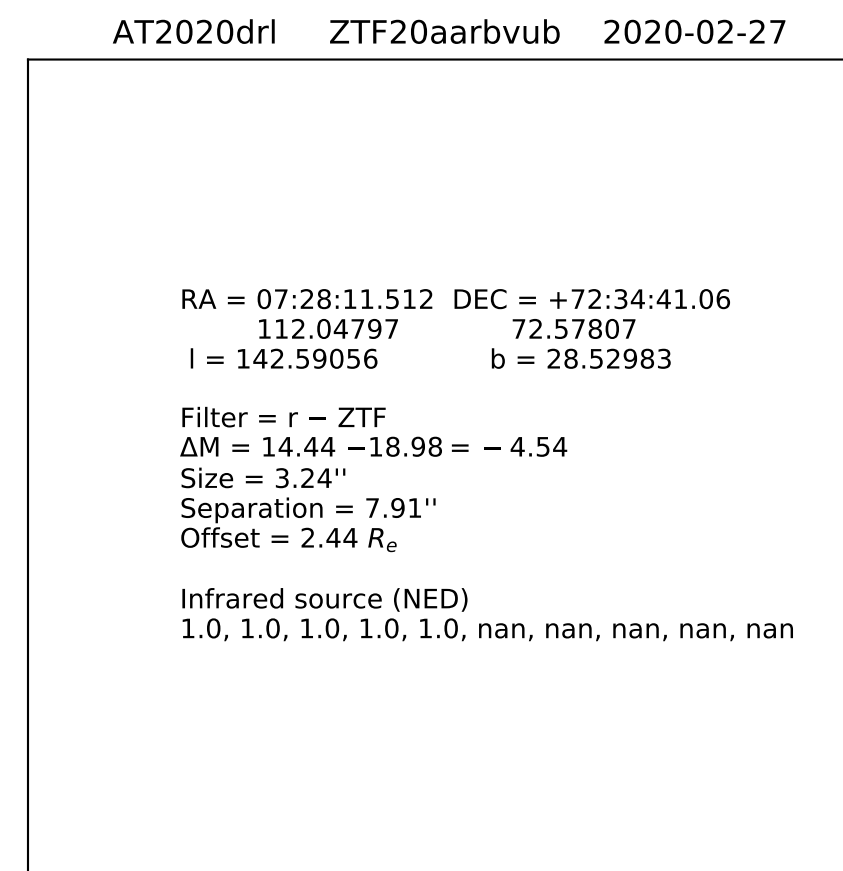 AT2020drl ZTF20aarbvub 2020-02-27
RA = 07:28:11.512 DEC = +72:34:41.06
112.04797 72.57807
l = 142.59056 b = 28.52983
Filter = r − ZTF
ΔM = 14.44 −18.98 = − 4.54
Size = 3.24''
Separation = 7.91''
Offset = 2.44 Re
Infrared source (NED)
1.0, 1.0, 1.0, 1.0, 1.0, nan, nan, nan, nan, nan